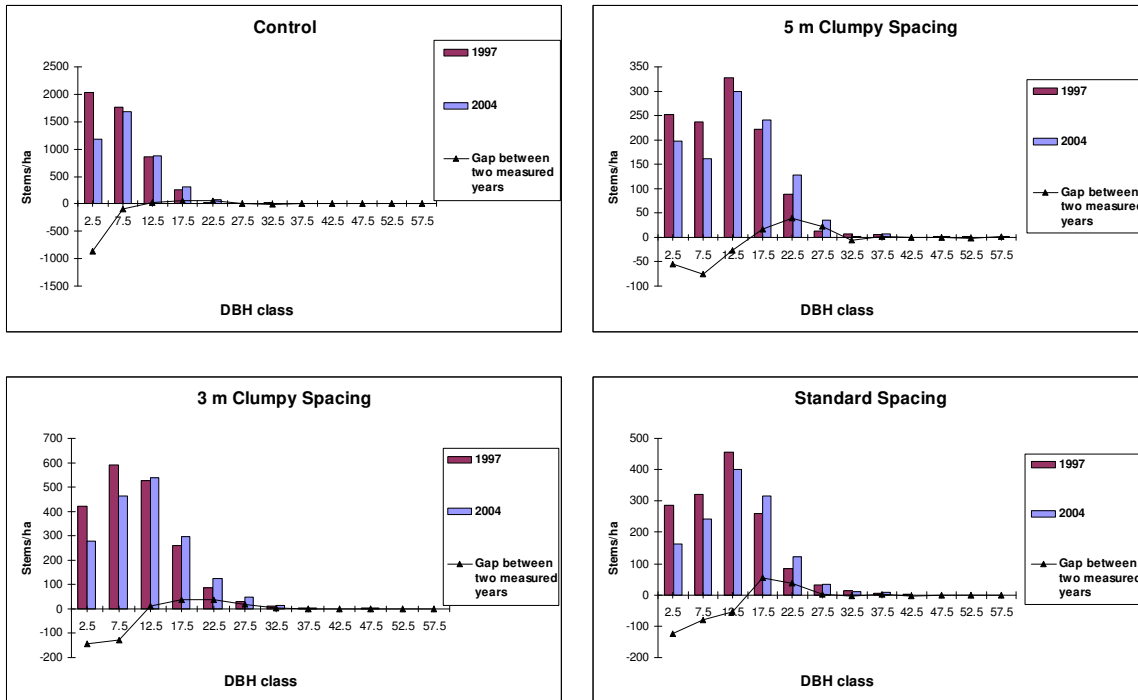 Control
Stems/ha
2500
2000
1500
1000
500
0
-500
-1000
-1500
2.5 7.5 12.5 17.5 22.5 27.5 32.5 37.5 42.5 47.5 52.5 57.5
DBH class
1997
2004
Gap between
two measured
years
5 m Clumpy Spacing
Stems/ha
350
300
250
200
150
100
50
0
-50
-100
2.5 7.5 12.5 17.5 22.5 27.5 32.5 37.5 42.5 47.5 52.5 57.5
DBH class
1997
2004
Gap between
two measured
years
3 m Clumpy Spacing
Stems/ha
700
600
500
400
300
200
100
0
-100
-200
2.5 7.5 12.5 17.5 22.5 27.5 32.5 37.5 42.5 47.5 52.5 57.5
DBH class
1997
2004
Gap between
two measured
years
Standard Spacing
Stems/ha
500
400
300
200
100
0
-100
-200
2.5 7.5 12.5 17.5 22.5 27.5 32.5 37.5 42.5 47.5 52.5 57.5
DBH class
1997
2004
Gap between
two measured
years